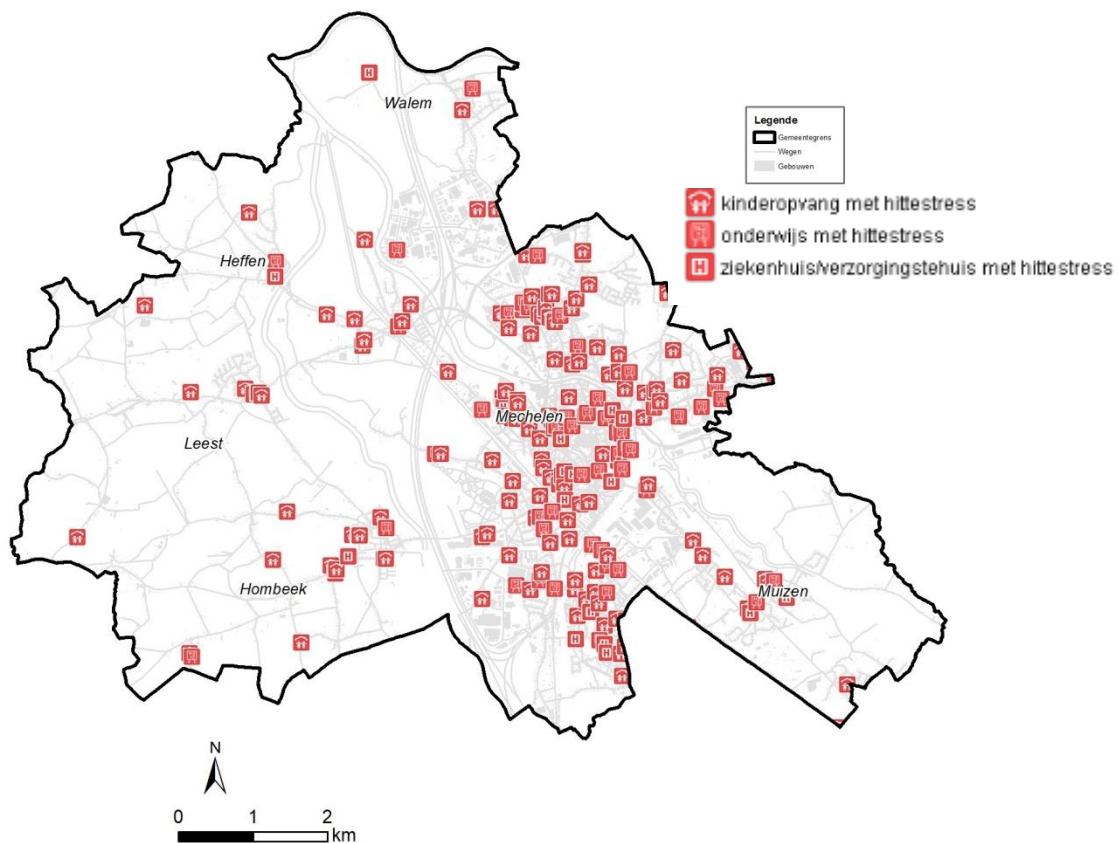 Walem
Legende
Gemeentegrens
Wegen
Gebouwen
kinderopvang met hittestress
onderwijs met hittestress
ziekenhuis/verzorgingstehuis met hittestress
Heffen
Mechelen
Leest
Hombeek
Muizen
N
0 1 2
km